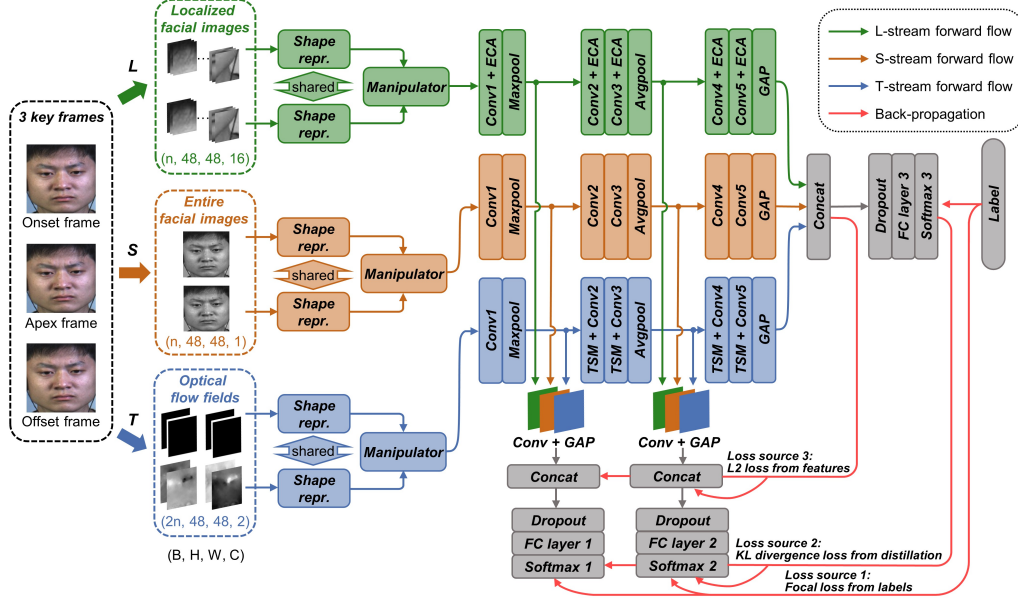 3 key frames
Onset frame
Apex frame
Offset frame
L
S
T
Localized
facial images
(n, 48, 48, 16)
Entire
facial images
(n, 48, 48, 1)
Optical
flow fields
(2n, 48, 48, 2)
(B, H, W, C)
Shape
repr.
shared
Shape
repr.
Manipulator
Shape
repr.
shared
Shape
repr.
Manipulator
Shape
repr.
shared
Shape
repr.
Manipulator
Conv1 + ECA
Maxpool
Conv2 + ECA
Conv3 + ECA
Avgpool
Conv4 + ECA
Conv5 + ECA
GAP
Conv1
Maxpool
Conv2
Conv3
Avgpool
Conv4
Conv5
GAP
Conv1
Maxpool
TSM + Conv2
TSM + Conv3
Avgpool
TSM + Conv4
TSM + Conv5
GAP
Concat
Dropout
FC layer 3
Softmax 3
Label
L-stream forward flow
S-stream forward flow
T-stream forward flow
Back-propagation
Conv + GAP
Concat
Dropout
FC layer 1
Softmax 1
Conv + GAP
Concat
Dropout
FC layer 2
Softmax 2
Loss source 3:
L2 loss from features
Loss source 2:
KL divergence loss from distillation
Loss source 1:
Focal loss from labels